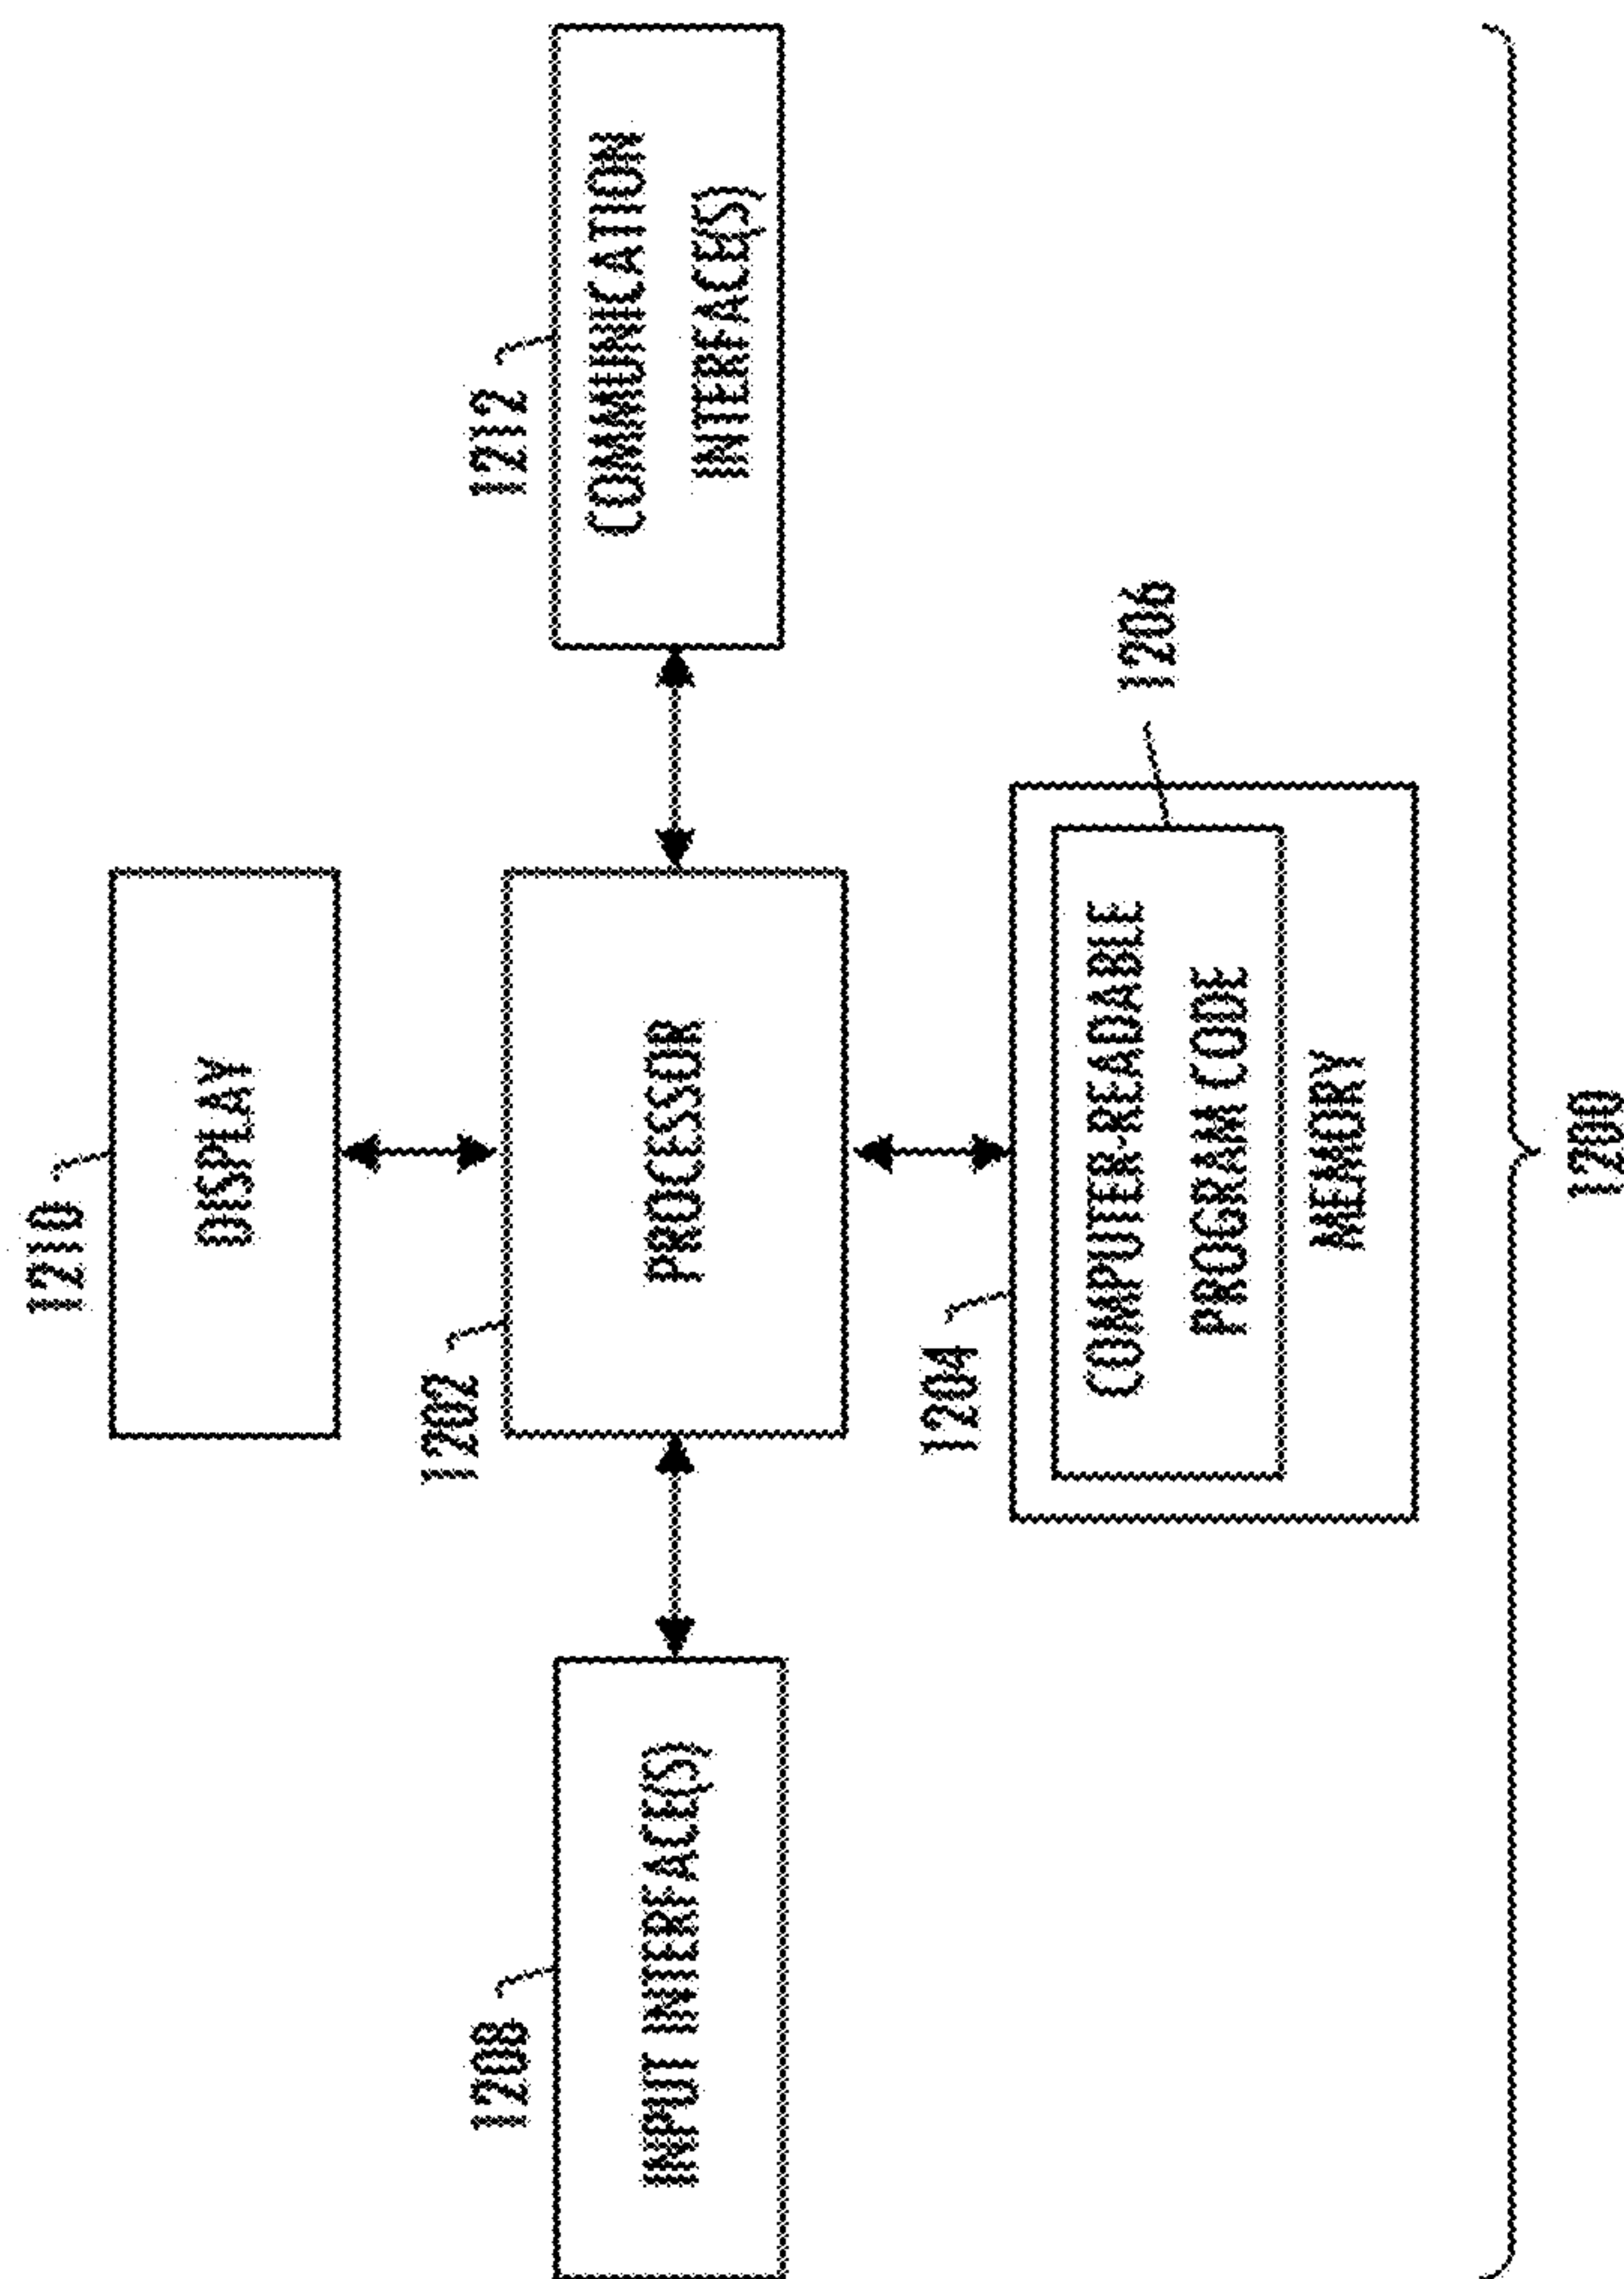 1210
DISPLAY
1202
PROCESSOR
1208
INPUT INTERFACE(S)
1212
COMMUNICATION
INTERFACE(S)
1204
1206
COMPUTER-READABLE
PROGRAM CODE
MEMORY
1200